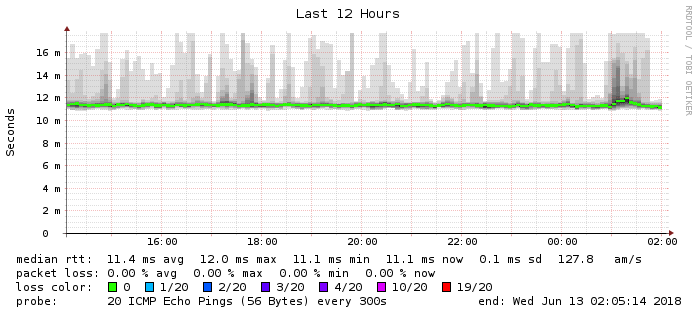 Last 12 Hours
RRDTOOL / TOBI OETIKER
Seconds
16 m
14 m
12 m
10 m
8 m
6 m
4 m
2 m
0
16:00 18:00 20:00 22:00 00:00 02:00
median rtt: 11.4 ms avg 12.0 ms max 11.1 ms min 11.1 ms now 0.1 ms sd 127.8 am/s
packet loss: 0.00 % avg 0.00 % max 0.00 % min 0.00 % now
loss color: 0 1/20 2/20 3/20 4/20 10/20 19/20
probe: 20 ICMP Echo Pings (56 Bytes) every 300s end: Wed Jun 13 02:05:14 2018